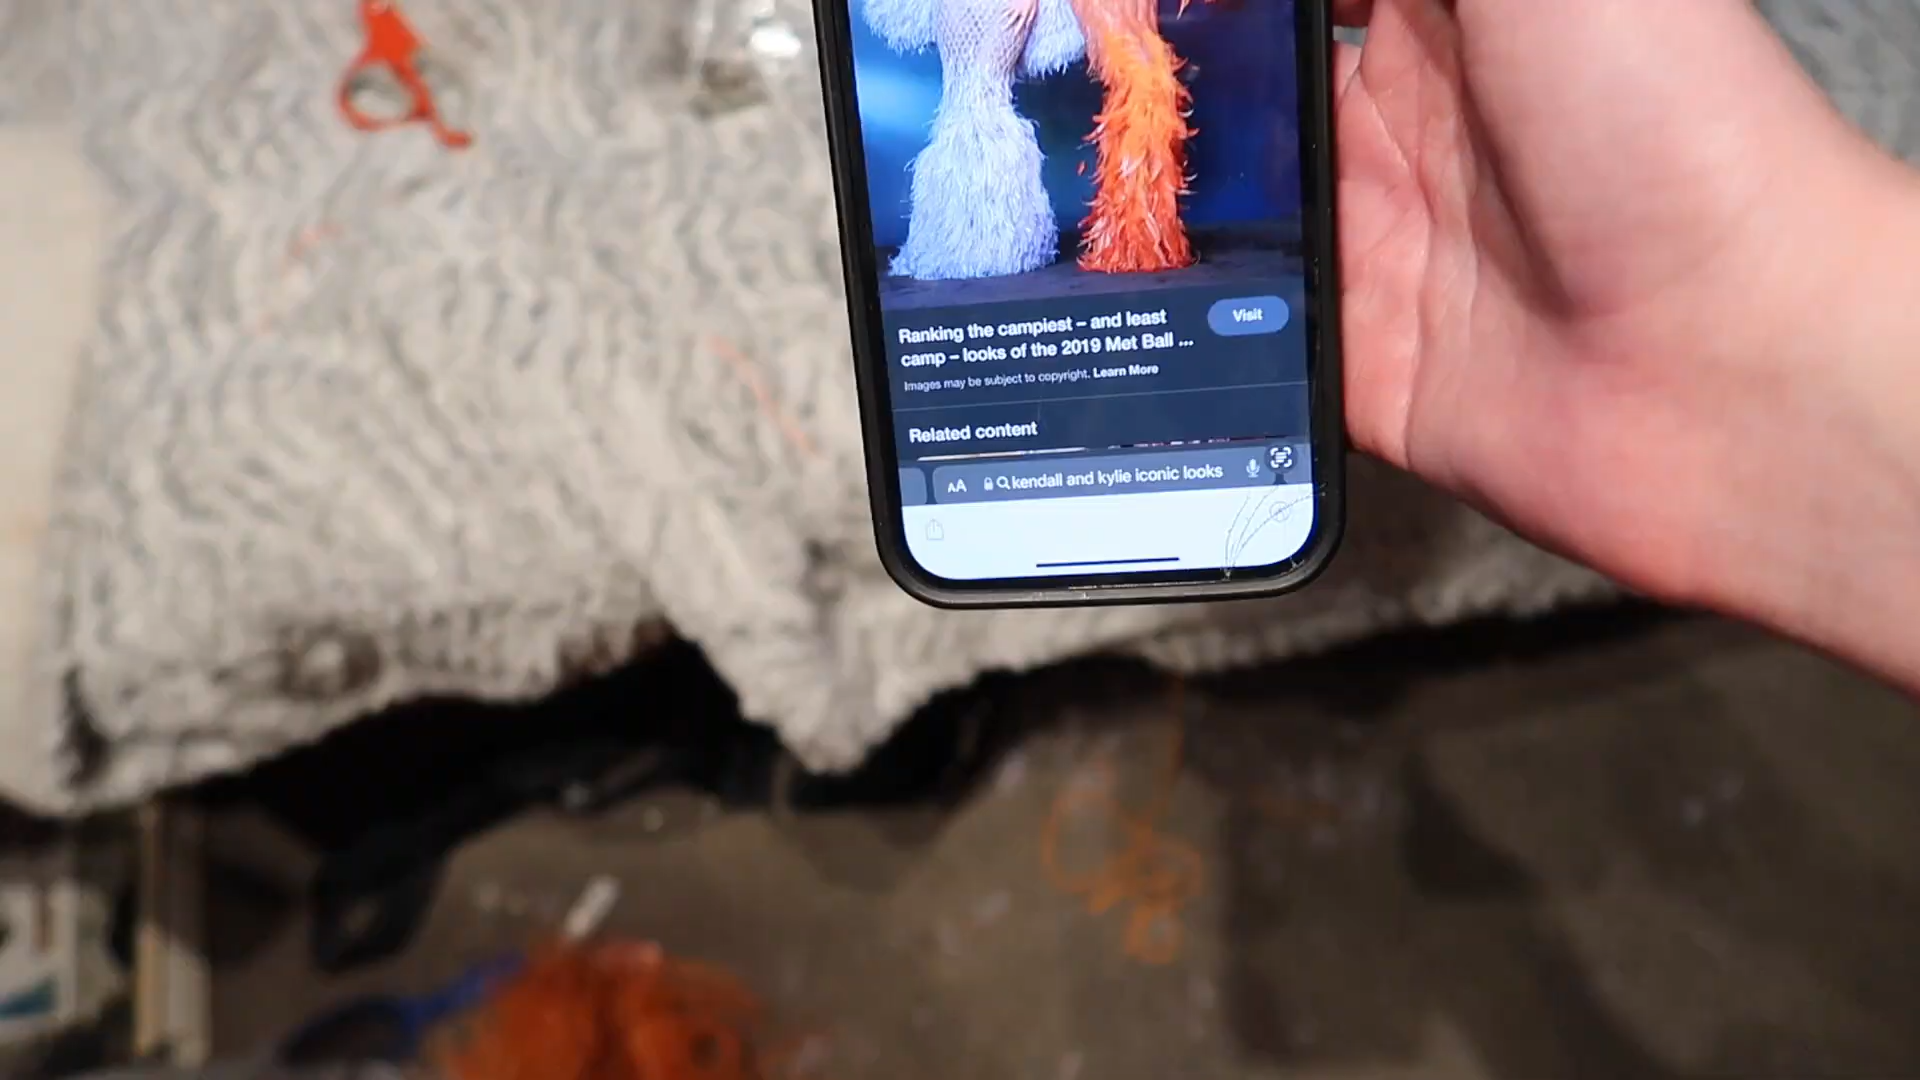 Ranking the campiest – and least
camp – looks of the 2019 Met Ball ...
Visit
Images may be subject to copyright. Learn More
Related content
AA kendall and kylie iconic looks